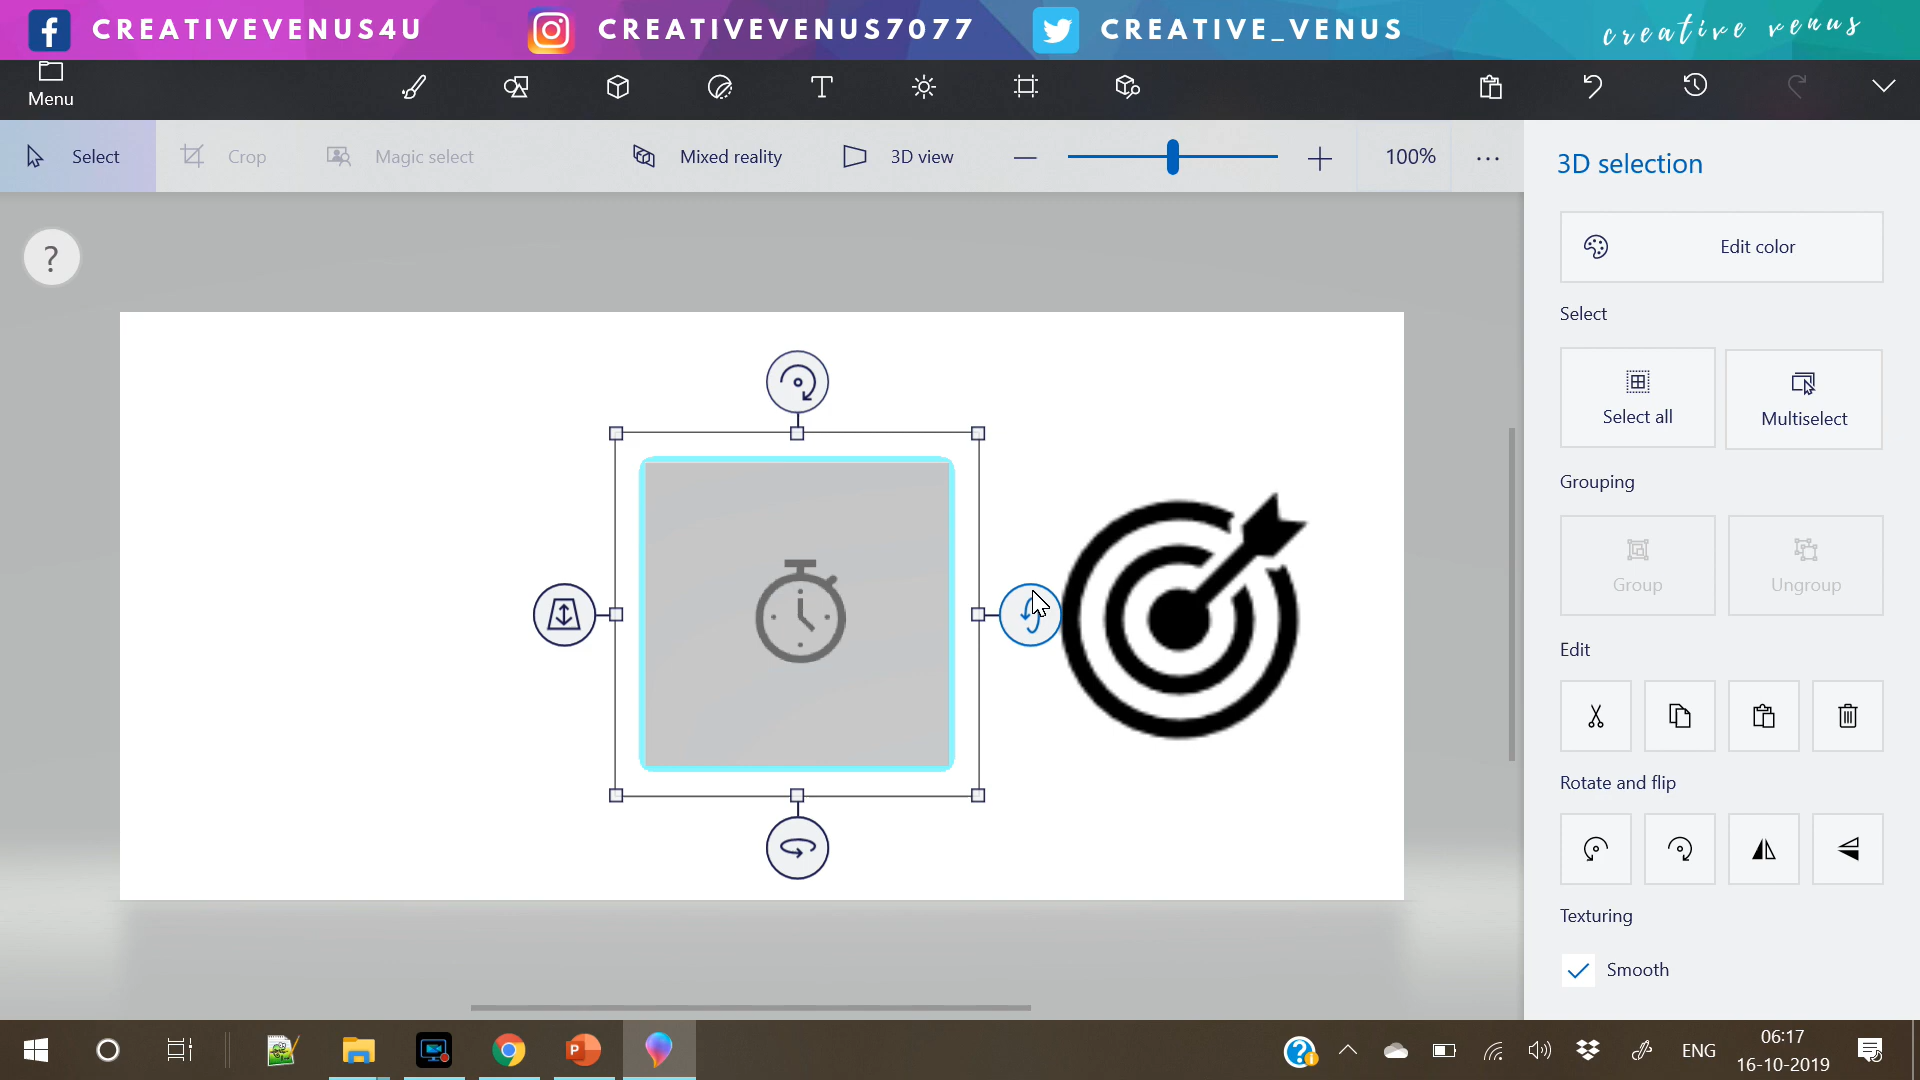 CREATIVEVENUS4U
CREATIVEVENUS7077
CREATIVE_VENUS
creative venus
Menu
Select
Crop
Magic select
Mixed reality
3D view
100%
?
3D selection
Edit color
Select
Select all
Multiselect
Grouping
Group
Ungroup
Edit
Rotate and flip
Texturing
Smooth
ENG
06:17
16-10-2019